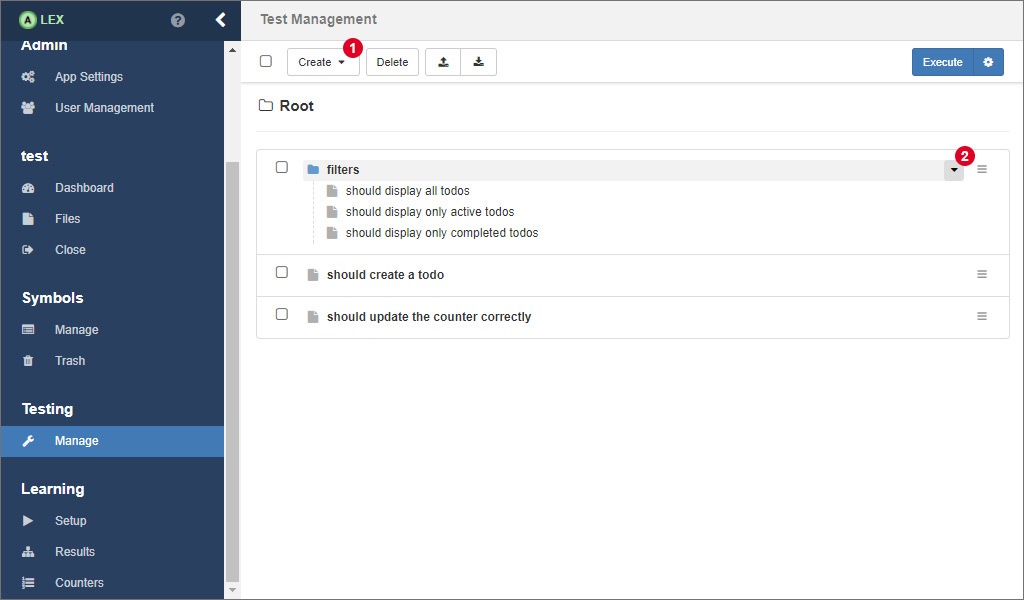 A LEX
?
Admin
App Settings
User Management
test
Dashboard
Files
Close
Symbols
Manage
Trash
Testing
Manage
Learning
Setup
Results
Counters
Test Management
1
Create
Delete
Execute
Root
2
filters
should display all todos
should display only active todos
should display only completed todos
should create a todo
should update the counter correctly